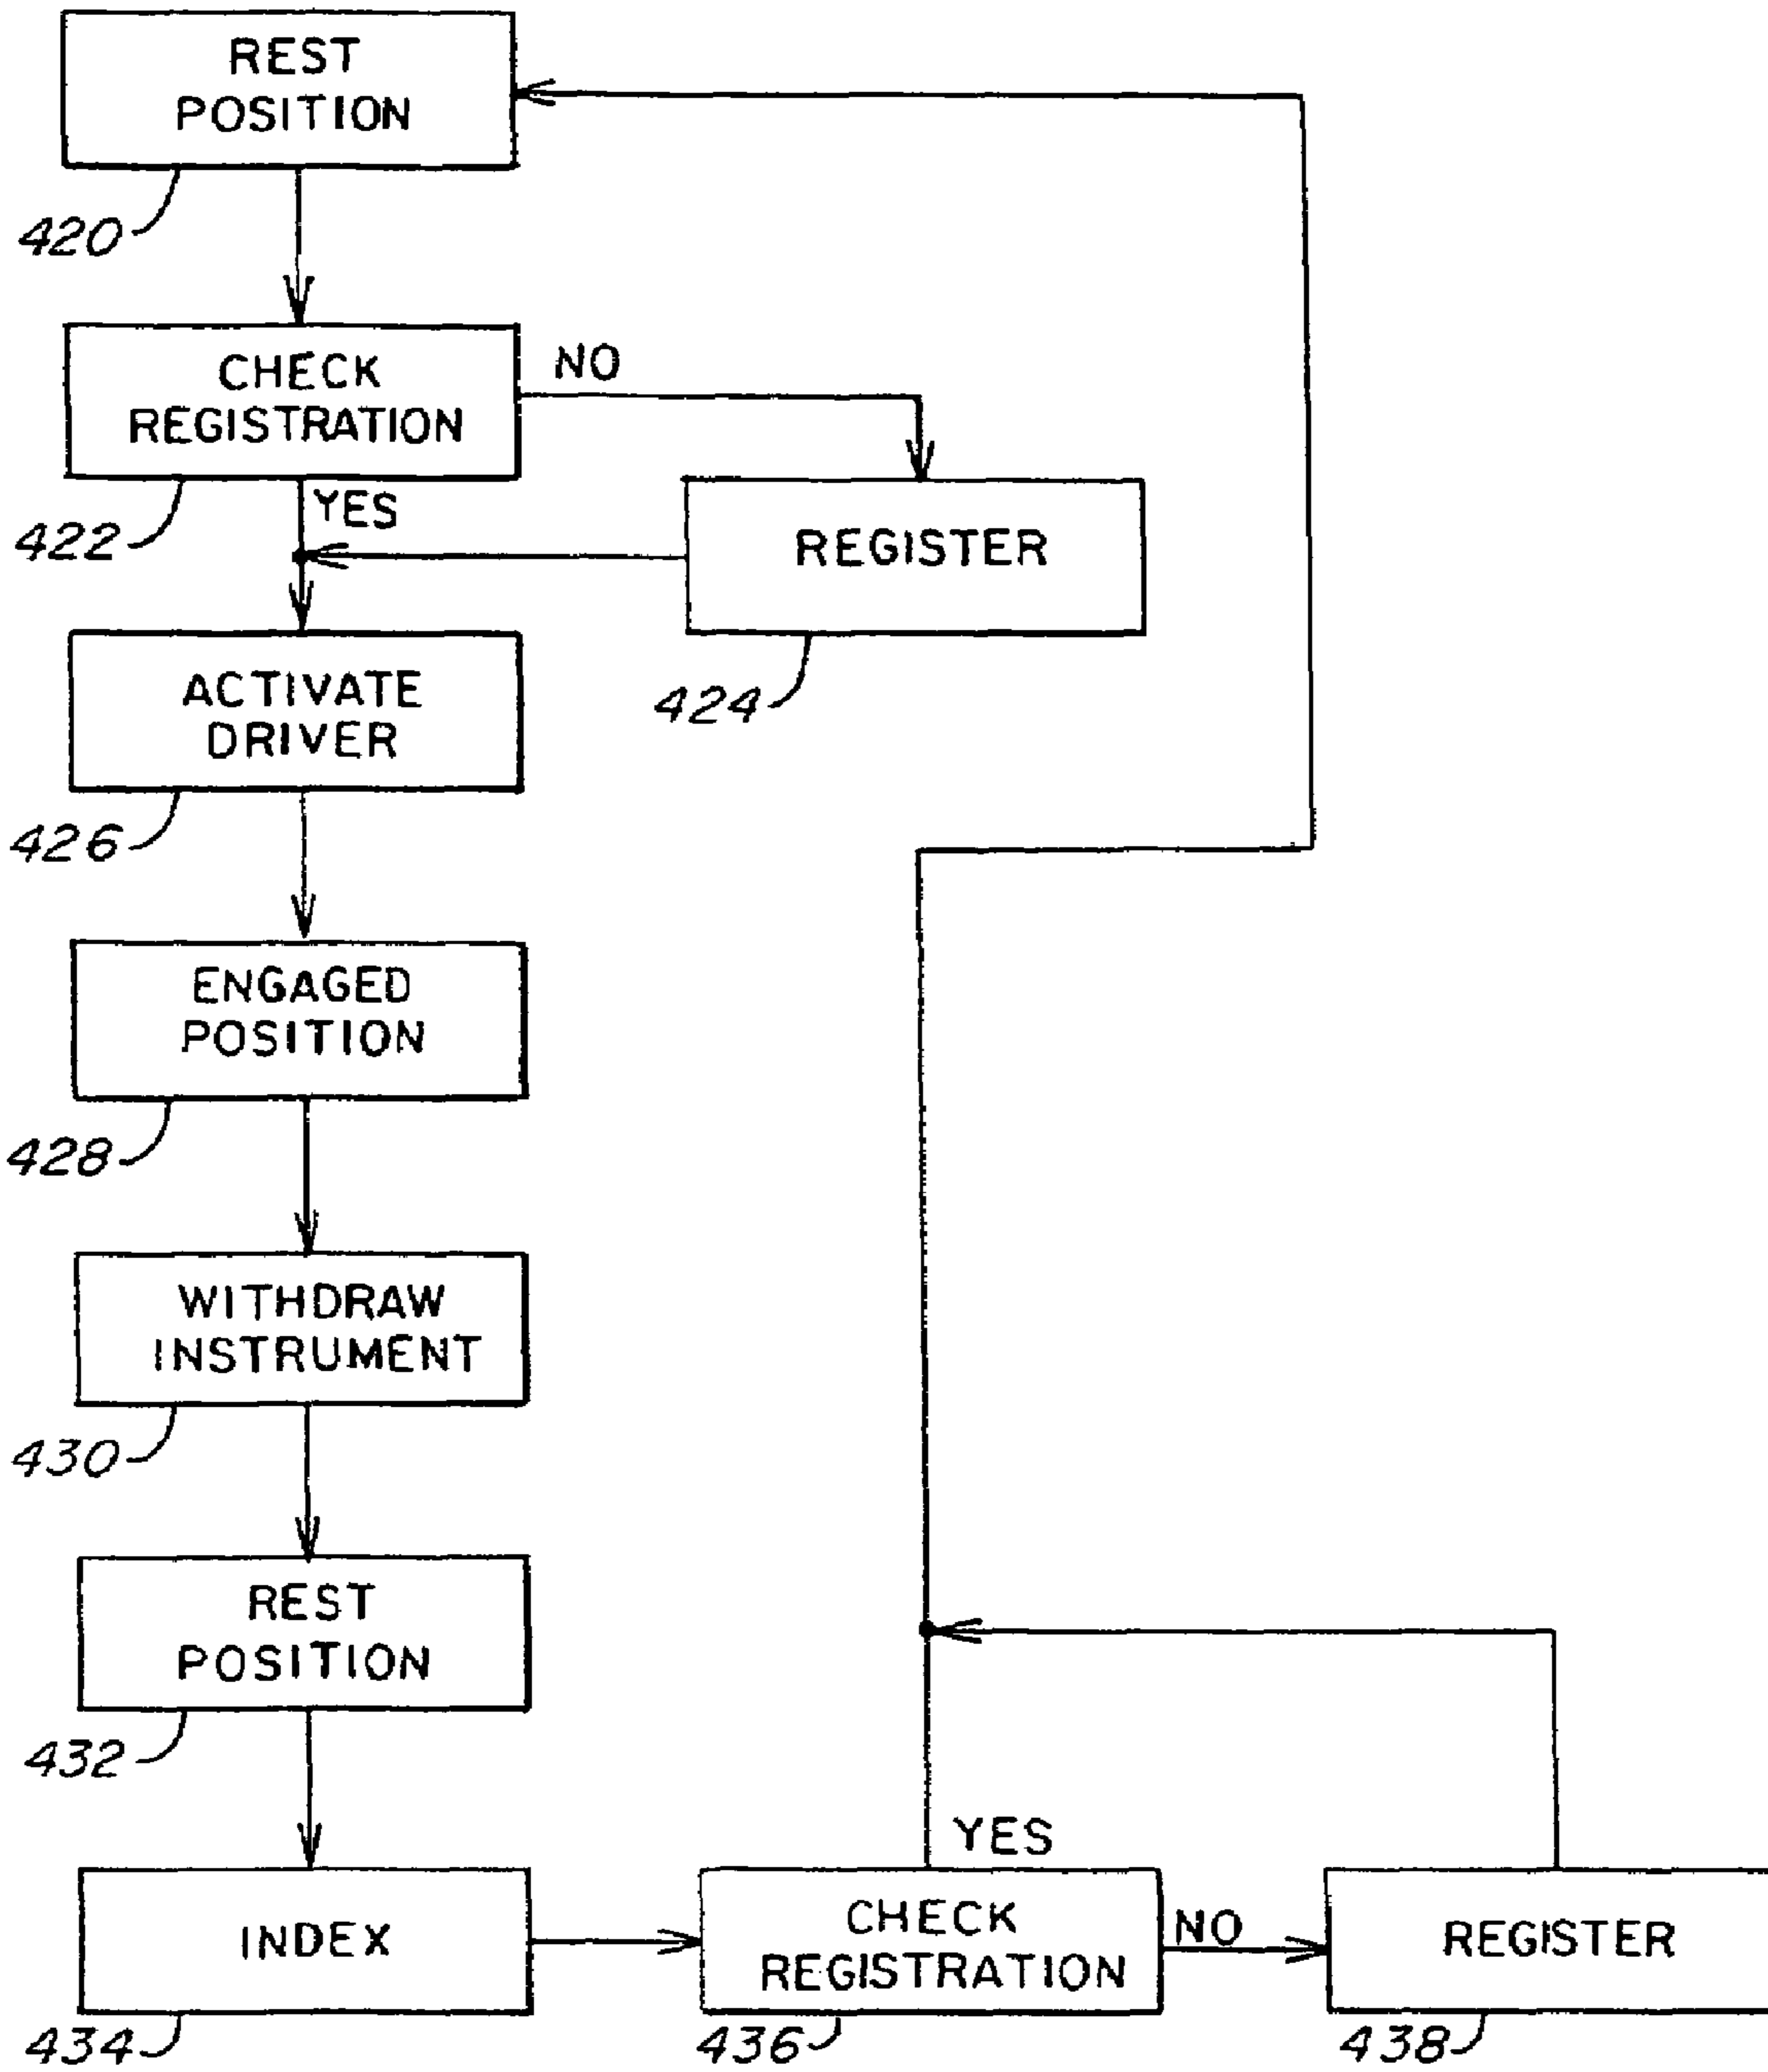 REST
POSITION
420
CHECK
REGISTRATION
NO
422
YES
REGISTER
424
ACTIVATE
DRIVER
426
ENGAGED
POSITION
428
WITHDRAW
INSTRUMENT
430
REST
POSITION
432
INDEX
434
YES
CHECK
REGISTRATION
436
NO
REGISTER
438